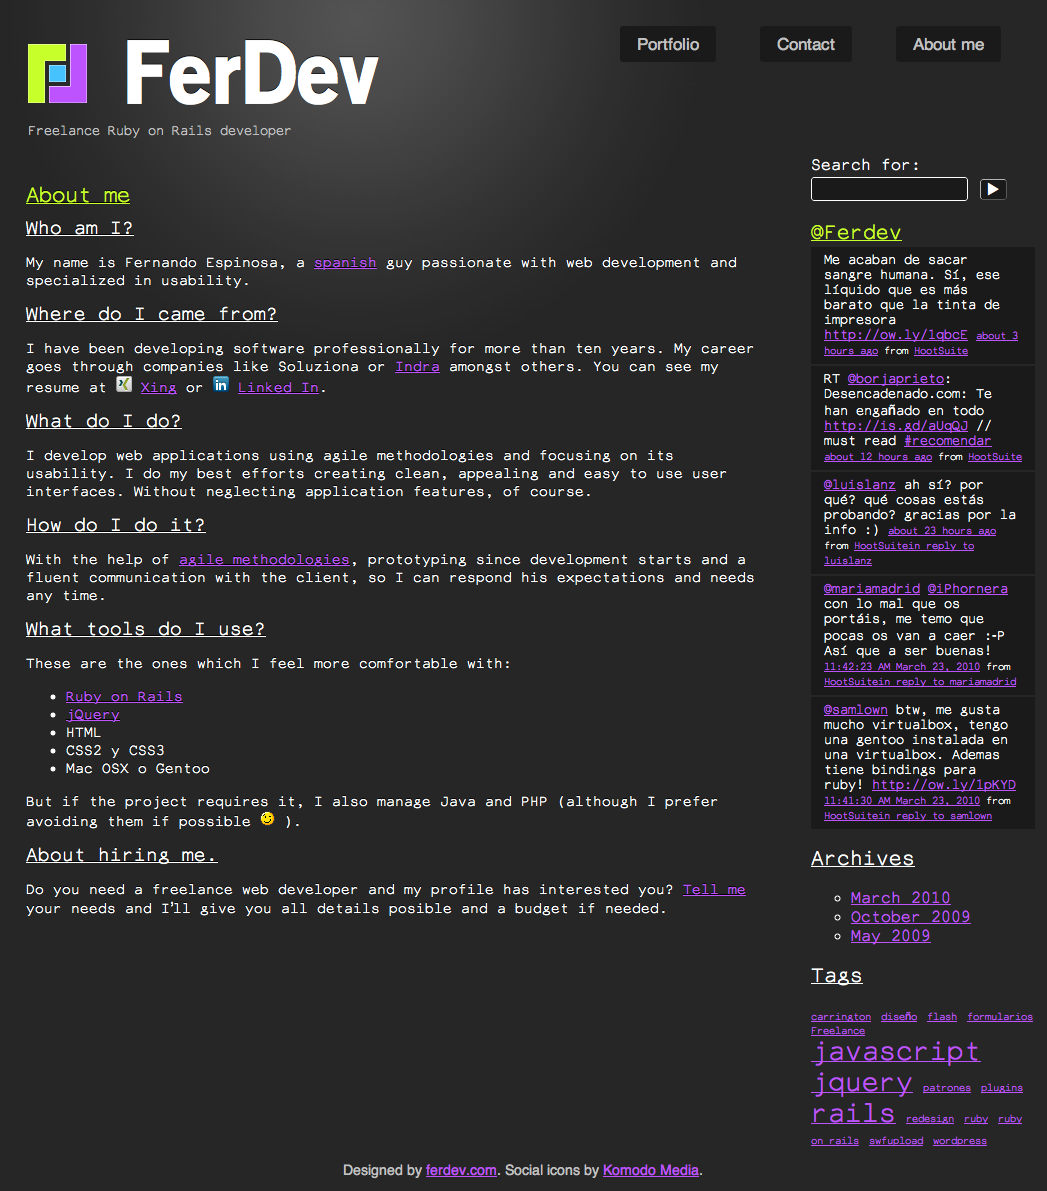 Portfolio
Contact
About me
FerDev
Freelance Ruby on Rails developer
About me
Who am I?
My name is Fernando Espinosa, a spanish guy passionate with web development and
specialized in usability.
Where do I came from?
I have been developing software professionally for more than ten years. My career
goes through companies like Soluziona or Indra amongst others. You can see my
resume at Xing or in Linked In.
What do I do?
I develop web applications using agile methodologies and focusing on its
usability. I do my best efforts creating clean, appealing and easy to use user
interfaces. Without neglecting application features, of course.
How do I do it?
With the help of agile methodologies, prototyping since development starts and a
fluent communication with the client, so I can respond his expectations and needs
any time.
What tools do I use?
These are the ones which I feel more comfortable with:
Ruby on Rails
jQuery
HTML
CSS2 y CSS3
Mac OSX o Gentoo
But if the project requires it, I also manage Java and PHP (although I prefer
avoiding them if possible ).
About hiring me.
Do you need a freelance web developer and my profile has interested you? Tell me
your needs and I'll give you all details posible and a budget if needed.
Search for:
@Ferdev
Me acaban de sacar
sangre humana. Sí, ese
líquido que es más
barato que la tinta de
impresora
http://ow.ly/1qbcE about 3
hours ago from HootSuite
RT @borjaprieto:
Desencadenado.com: Te
han engañado en todo
http://is.gd/aUqQJ //
must read #recomendar
about 12 hours ago from HootSuite
@luislanz ah sí? por
qué? qué cosas estás
probando? gracias por la
info :) about 23 hours ago
from HootSuitein reply to
luislanz
@mariamadrid @iPhornera
con lo mal que os
portáis, me temo que
pocas os van a caer :-P
Así que a ser buenas!
11:42:23 AM March 23, 2010 from
HootSuitein reply to mariamadrid
@samlown btw, me gusta
mucho virtualbox, tengo
una gentoo instalada en
una virtualbox. Ademas
tiene bindings para
ruby! http://ow.ly/1pKYD
11:41:30 AM March 23, 2010 from
HootSuitein reply to samlown
Archives
March 2010
October 2009
May 2009
Tags
carrington diseño flash formularios
Freelance
javascript
jquery patrones plugins
rails redesign ruby ruby
on rails swfupload wordpress
Designed by ferdev.com. Social icons by Komodo Media.